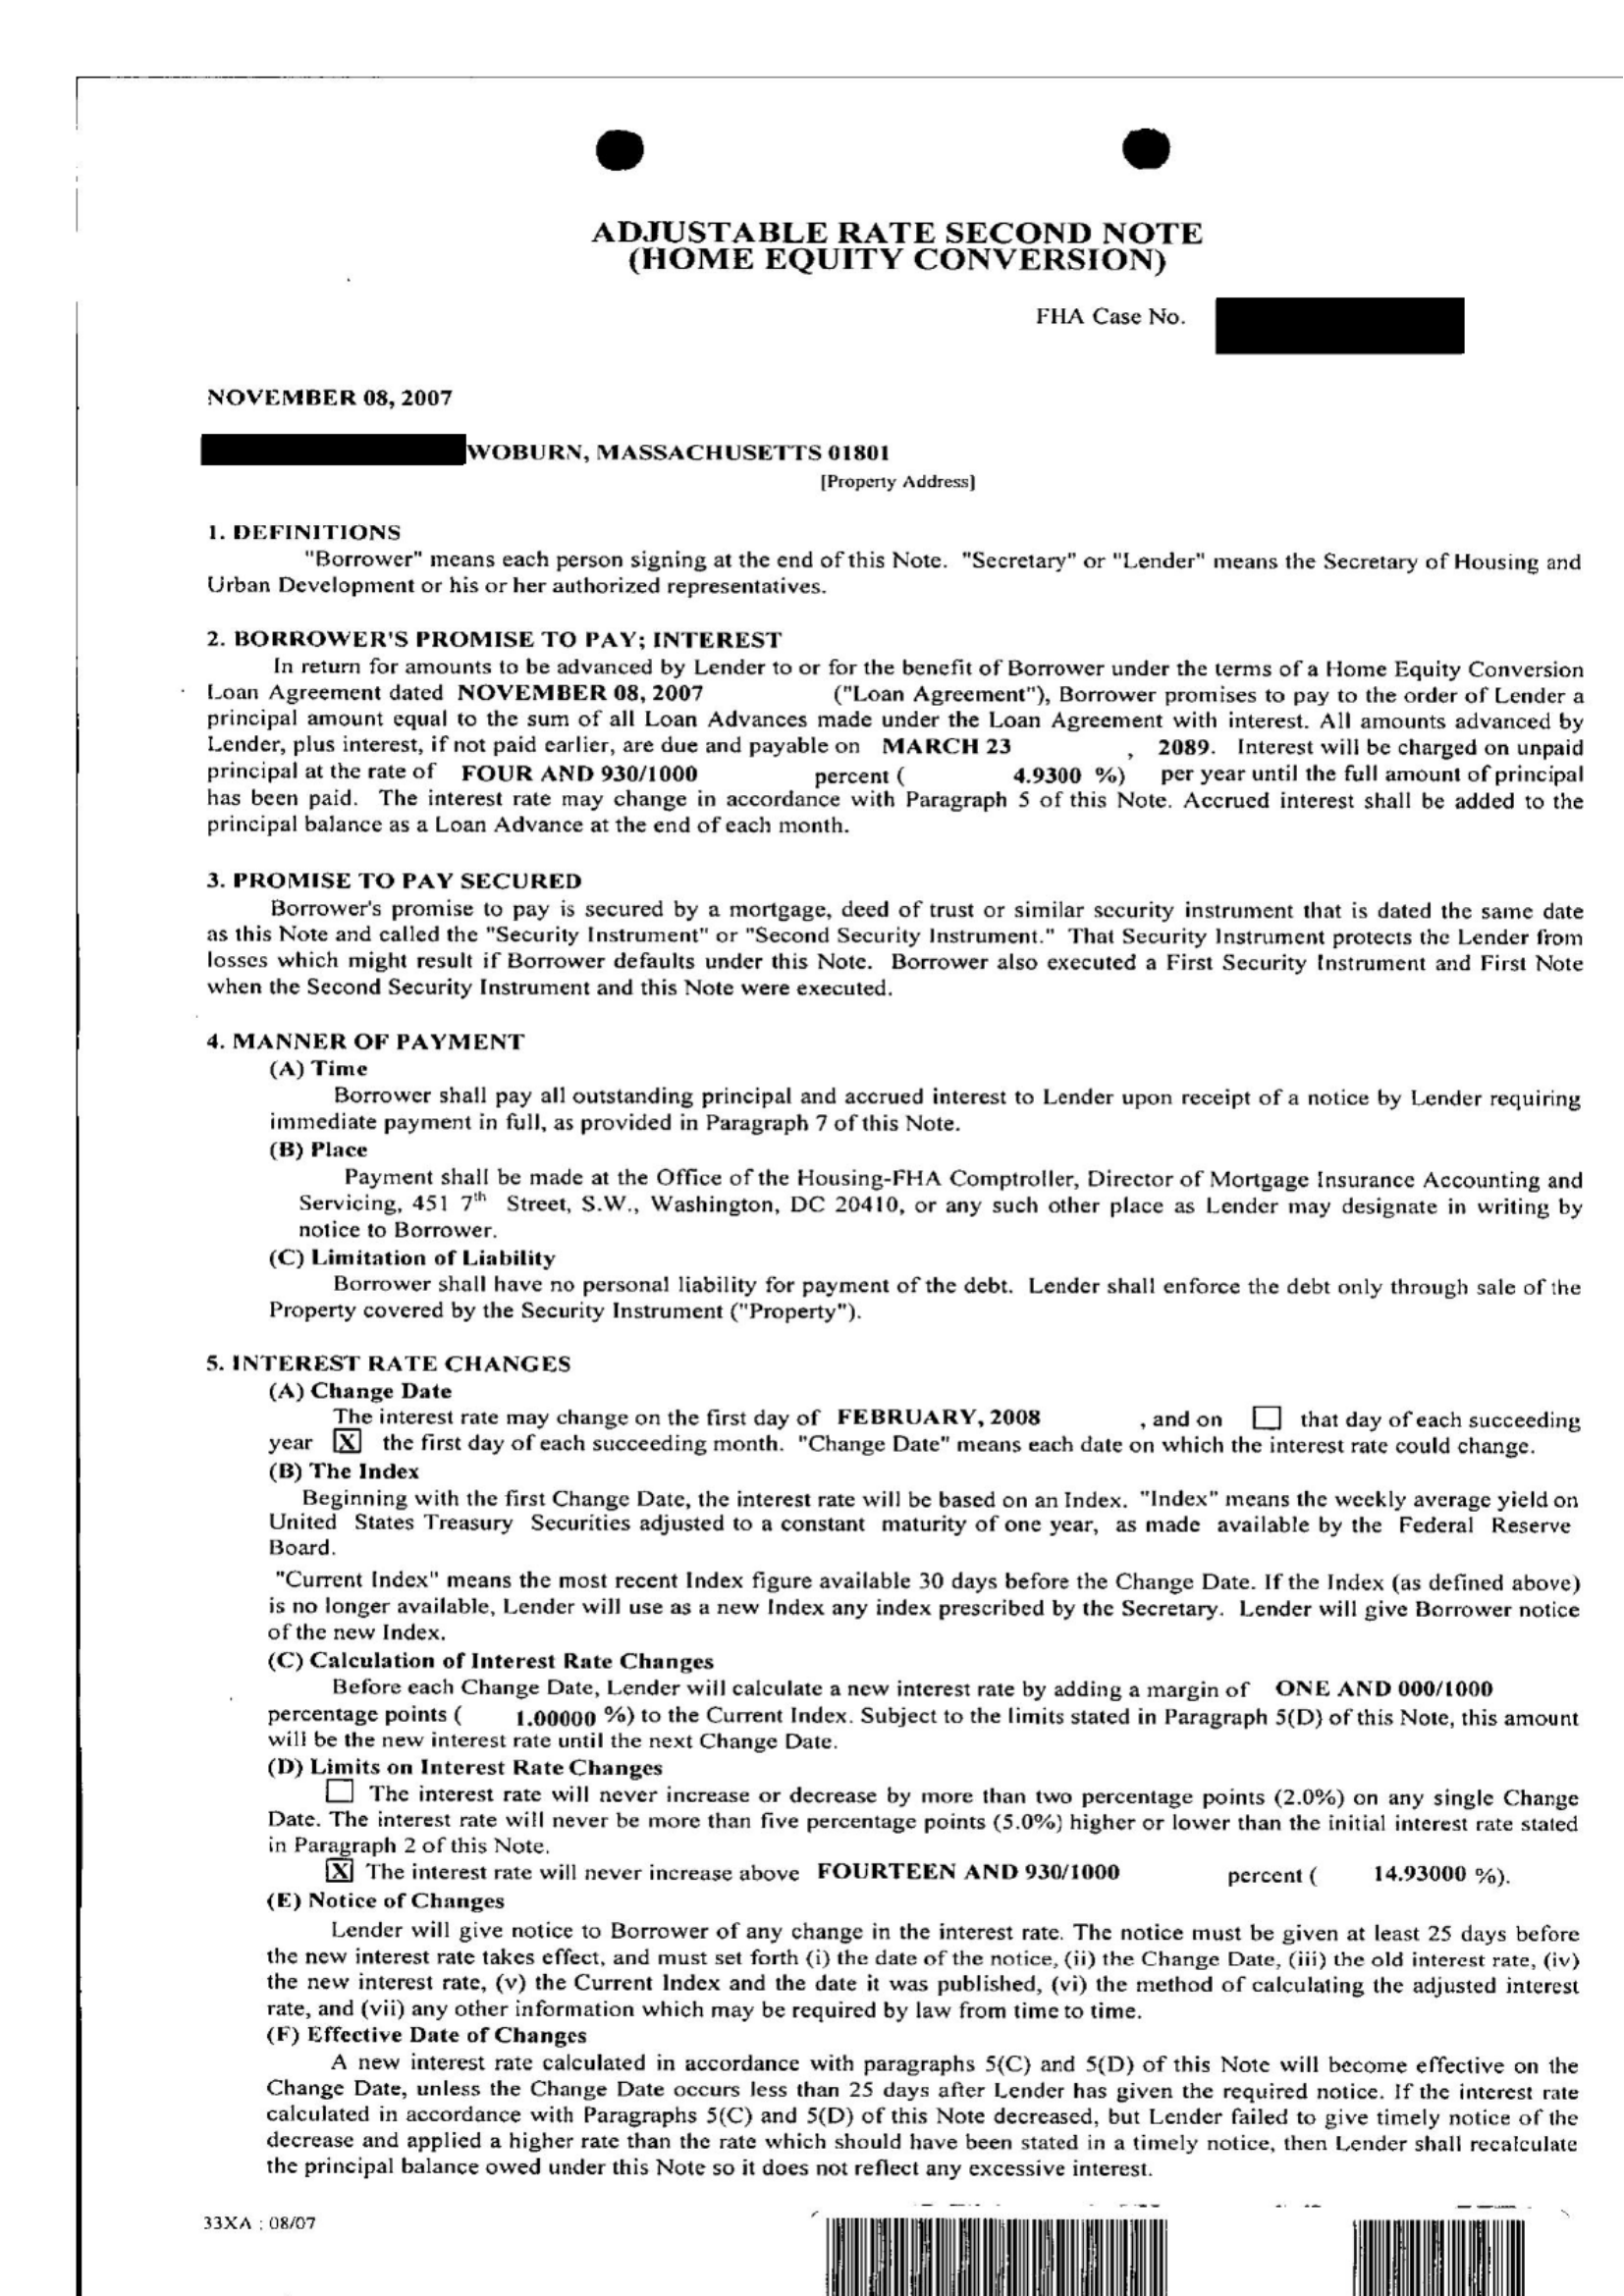 ADJUSTABLE RATE SECOND NOTE
(HOME EQUITY CONVERSION)
FHA Case No.
NOVEMBER 08, 2007
WOBURN, MASSACHUSETTS 01801
[Property Address]
1. DEFINITIONS
"Borrower" means each person signing at the end of this Note. "Secretary" or "Lender" means the Secretary of Housing and
Urban Development or his or her authorized representatives.
2. BORROWER'S PROMISE TO PAY; INTEREST
In return for amounts to be advanced by Lender to or for the benefit of Borrower under the terms of a Home Equity Conversion
Loan Agreement dated NOVEMBER 08, 2007 ("Loan Agreement"), Borrower promises to pay to the order of Lender a
principal amount equal to the sum of all Loan Advances made under the Loan Agreement with interest. All amounts advanced by
Lender, plus interest, if not paid earlier, are due and payable on MARCH 23 , 2089. Interest will be charged on unpaid
principal at the rate of FOUR AND 930/1000 percent ( 4.9300 %) per year until the full amount of principal
has been paid. The interest rate may change in accordance with Paragraph 5 of this Note. Accrued interest shall be added to the
principal balance as a Loan Advance at the end of each month.
3. PROMISE TO PAY SECURED
Borrower's promise to pay is secured by a mortgage, deed of trust or similar security instrument that is dated the same date
as this Note and called the "Security Instrument" or "Second Security Instrument." That Security Instrument protects the Lender from
losses which might result if Borrower defaults under this Note. Borrower also executed a First Security Instrument and First Note
when the Second Security Instrument and this Note were executed.
4. MANNER OF PAYMENT
(A) Time
Borrower shall pay all outstanding principal and accrued interest to Lender upon receipt of a notice by Lender requiring
immediate payment in full, as provided in Paragraph 7 of this Note.
(B) Place
Payment shall be made at the Office of the Housing-FHA Comptroller, Director of Mortgage Insurance Accounting and
Servicing, 451 7th Street, S.W., Washington, DC 20410, or any such other place as Lender may designate in writing by
notice to Borrower.
(C) Limitation of Liability
Borrower shall have no personal liability for payment of the debt. Lender shall enforce the debt only through sale of the
Property covered by the Security Instrument ("Property").
5. INTEREST RATE CHANGES
(A) Change Date
The interest rate may change on the first day of FEBRUARY, 2008 , and on ☐ that day of each succeeding
year [X] the first day of each succeeding month. "Change Date" means each date on which the interest rate could change.
(B) The Index
Beginning with the first Change Date, the interest rate will be based on an Index. "Index" means the weekly average yield on
United States Treasury Securities adjusted to a constant maturity of one year, as made available by the Federal Reserve
Board.
"Current Index" means the most recent Index figure available 30 days before the Change Date. If the Index (as defined above)
is no longer available, Lender will use as a new Index any index prescribed by the Secretary. Lender will give Borrower notice
of the new Index.
(C) Calculation of Interest Rate Changes
Before each Change Date, Lender will calculate a new interest rate by adding a margin of ONE AND 000/1000
percentage points ( 1.00000 %) to the Current Index. Subject to the limits stated in Paragraph 5(D) of this Note, this amount
will be the new interest rate until the next Change Date.
(D) Limits on Interest Rate Changes
☐ The interest rate will never increase or decrease by more than two percentage points (2.0%) on any single Change
Date. The interest rate will never be more than five percentage points (5.0%) higher or lower than the initial interest rate stated
in Paragraph 2 of this Note.
[X] The interest rate will never increase above FOURTEEN AND 930/1000 percent ( 14.93000 %).
(E) Notice of Changes
Lender will give notice to Borrower of any change in the interest rate. The notice must be given at least 25 days before
the new interest rate takes effect, and must set forth (i) the date of the notice, (ii) the Change Date, (iii) the old interest rate, (iv)
the new interest rate, (v) the Current Index and the date it was published, (vi) the method of calculating the adjusted interest
rate, and (vii) any other information which may be required by law from time to time.
(F) Effective Date of Changes
A new interest rate calculated in accordance with paragraphs 5(C) and 5(D) of this Note will become effective on the
Change Date, unless the Change Date occurs less than 25 days after Lender has given the required notice. If the interest rate
calculated in accordance with Paragraphs 5(C) and 5(D) of this Note decreased, but Lender failed to give timely notice of the
decrease and applied a higher rate than the rate which should have been stated in a timely notice, then Lender shall recalculate
the principal balance owed under this Note so it does not reflect any excessive interest.
33XA : 08/07